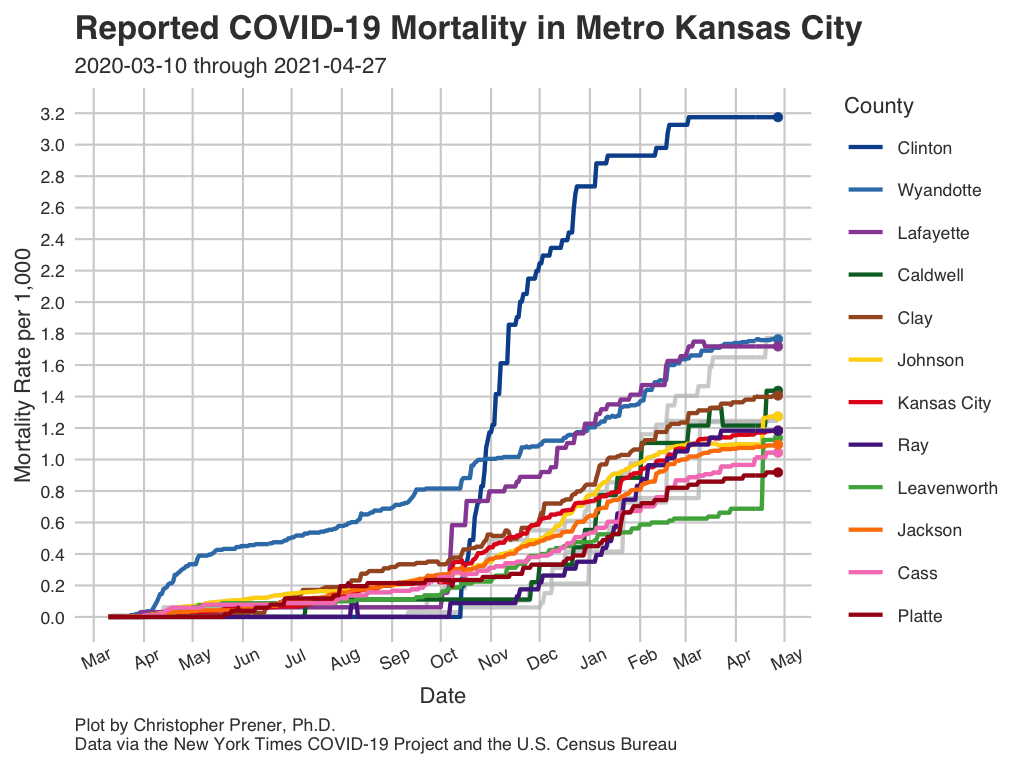 Reported COVID-19 Mortality in Metro Kansas City
2020-03-10 through 2021-04-27
Mortality Rate per 1,000
3.2
3.0
2.8
2.6
2.4
2.2
2.0
1.8
1.6
1.4
1.2
1.0
0.8
0.6
0.4
0.2
0.0
Mar Apr May Jun Jul Aug Sep Oct Nov Dec Jan Feb Mar Apr May
Date
County
Clinton
Wyandotte
Lafayette
Caldwell
Clay
Johnson
Kansas City
Ray
Leavenworth
Jackson
Cass
Platte
Plot by Christopher Prener, Ph.D.
Data via the New York Times COVID-19 Project and the U.S. Census Bureau